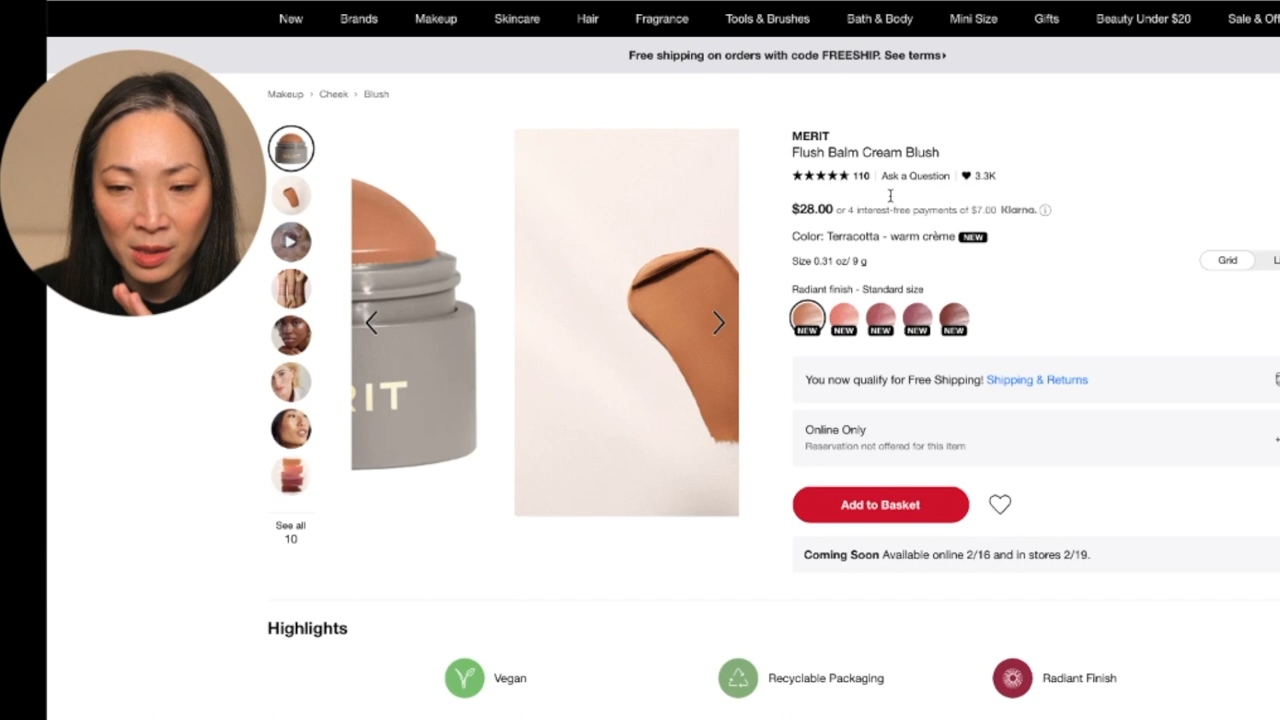 New Brands Makeup Skincare Hair Fragrance Tools & Brushes Bath & Body Mini Size Gifts Beauty Under $20 Sale &
Free shipping on orders with code FREESHIP. See terms
Makeup > Cheek > Blush
MERIT
Flush Balm Cream Blush
110 Ask a Question 3.3K
$28.00 or 4 interest-free payments of $7.00 Klarna.
Color: Terracotta - warm crème NEW
Size 0.31 oz/ 9 g
Grid
Radiant finish - Standard size
NEW NEW NEW NEW NEW
RIT
You now qualify for Free Shipping! Shipping & Returns
Online Only
Reservation not offered for this item
Add to Basket
See all
10
Coming Soon Available online 2/16 and in stores 2/19.
Highlights
Vegan Recyclable Packaging Radiant Finish